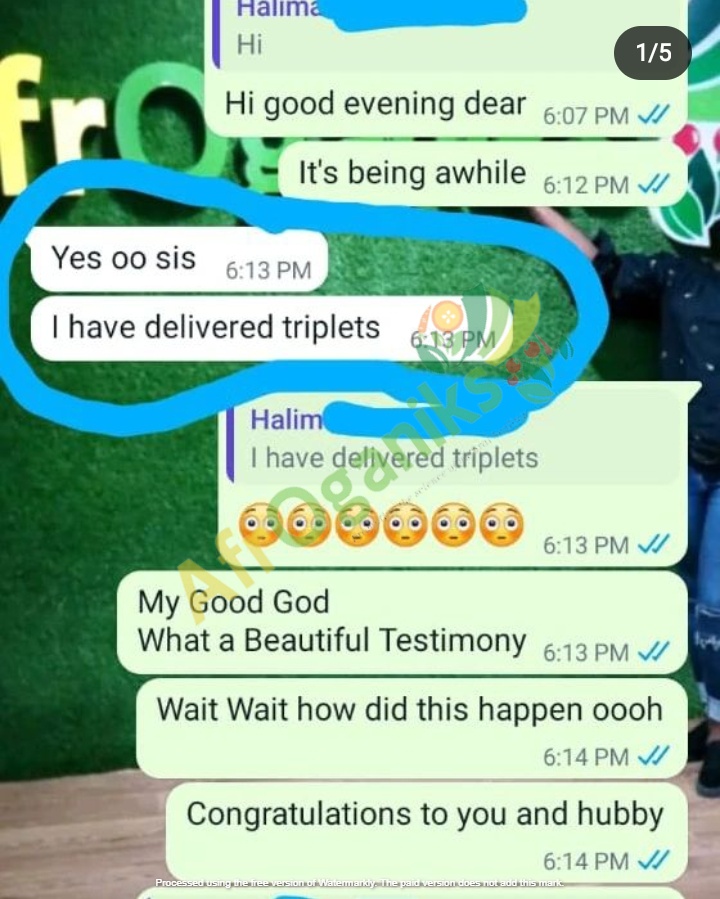 Halima
Hi
1/5
Hi good evening dear 6:07 PM
It's being awhile 6:12 PM
Yes oo sis 6:13 PM
I have delivered triplets 6:13 PM
Halim
I have delivered triplets
😳😳😳😳😳😳 6:13 PM
My Good God
What a Beautiful Testimony 6:13 PM
Wait Wait how did this happen oooh
6:14 PM
Congratulations to you and hubby
6:14 PM
AfrOganiks
Processed using the free version of Watermarkly. The paid version does not add this mark.